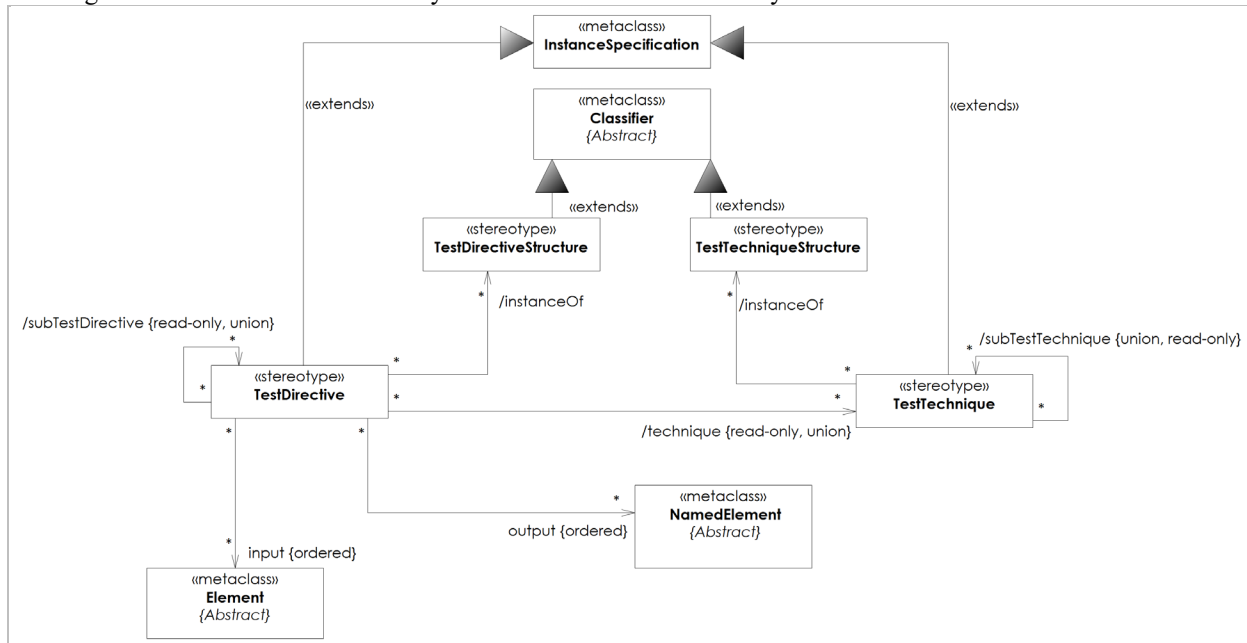 «metaclass»
InstanceSpecification
«extends»
«extends»
«metaclass»
Classifier
{Abstract}
«extends»
«extends»
«stereotype»
TestDirectiveStructure
«stereotype»
TestTechniqueStructure
*
/instanceOf
*
/instanceOf
/subTestDirective {read-only, union}
*
*
*
«stereotype»
TestDirective
/subTestTechnique {union, read-only}
*
*
*
«stereotype»
TestTechnique
*
*
/technique {read-only, union}
*
*
*
output {ordered}
«metaclass»
NamedElement
{Abstract}
*
input {ordered}
«metaclass»
Element
{Abstract}